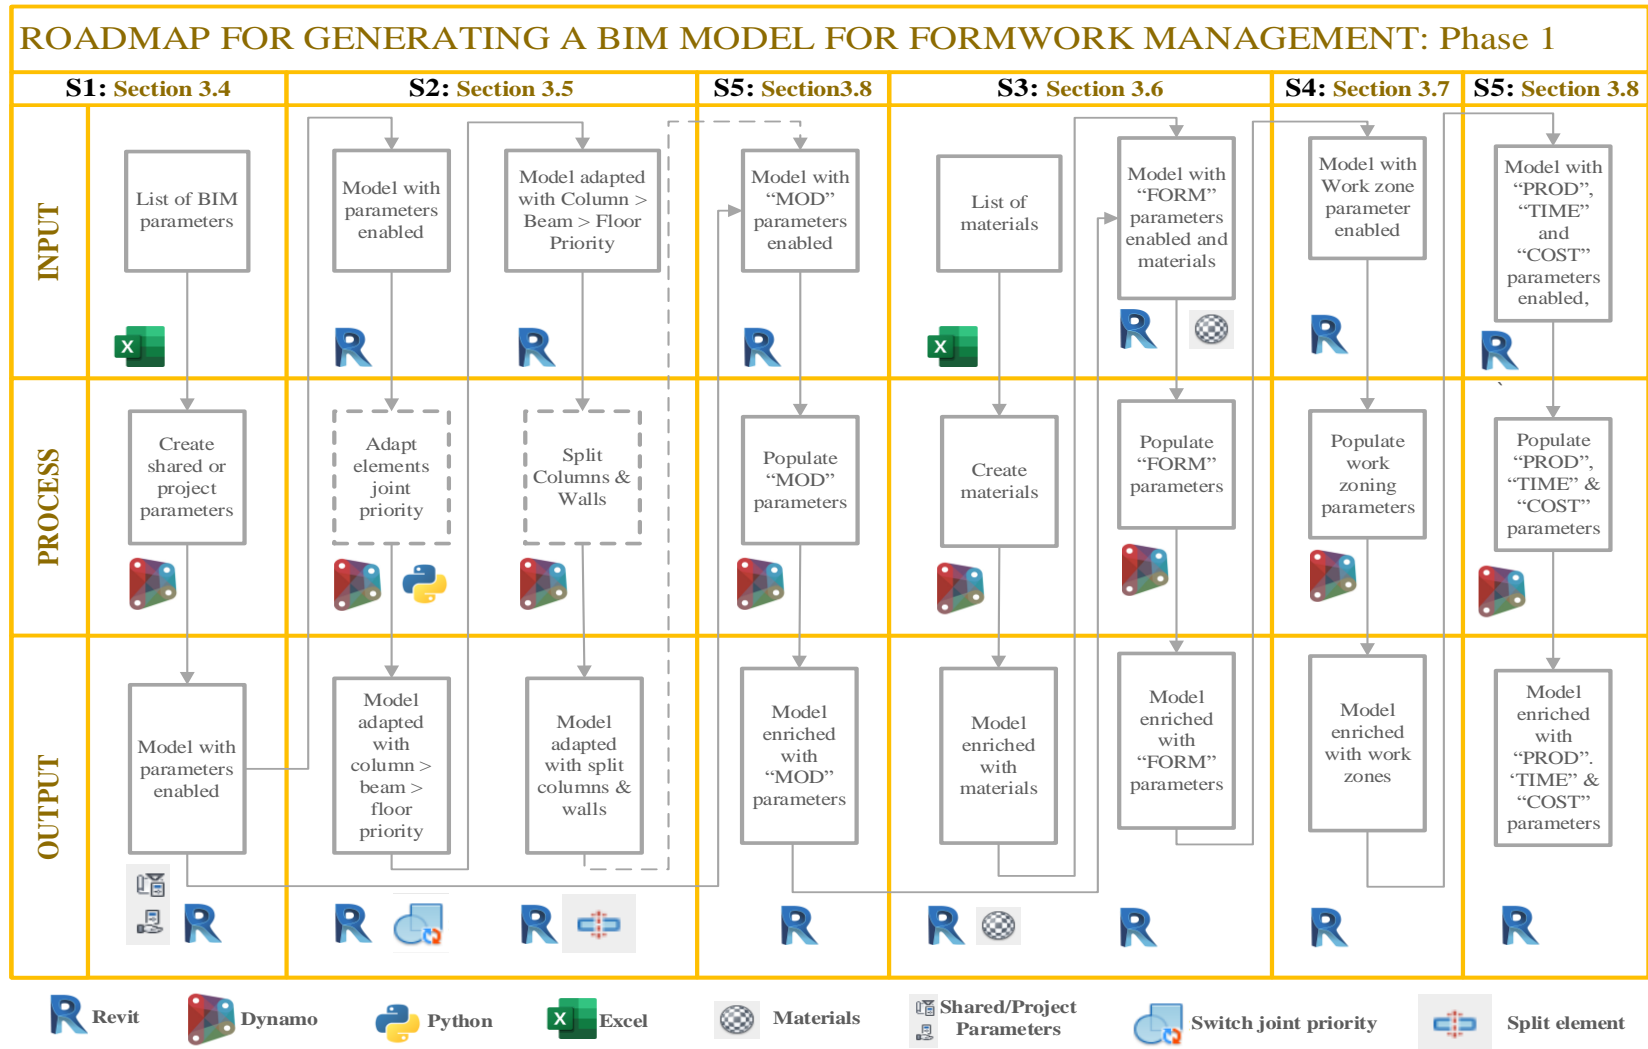 ROADMAP FOR GENERATING A BIM MODEL FOR FORMWORK MANAGEMENT: Phase 1
S1: Section 3.4
S2: Section 3.5
S5: Section3.8
S3: Section 3.6
S4: Section 3.7
S5: Section 3.8
INPUT
List of BIM
parameters
Model with
parameters
enabled
Model adapted
with Column >
Beam > Floor
Priority
Model with
“MOD”
parameters
enabled
List of
materials
Model with
“FORM”
parameters
enabled and
materials
Model with
Work zone
parameter
enabled
Model with
“PROD”,
“TIME”
and
“COST”
parameters
enabled,
X
R
R
R
X
R
R
R
PROCESS
Create
shared or
project
parameters
Adapt
elements
joint
priority
Split
Columns &
Walls
Populate
“MOD”
parameters
Create
materials
Populate
“FORM”
parameters
Populate
work
zoning
parameters
`
Populate
“PROD”,
“TIME” &
“COST”
parameters
OUTPUT
Model with
parameters
enabled
Model
adapted
with
column >
beam >
floor
priority
Model
adapted
with split
columns &
walls
Model
enriched
with
“MOD”
parameters
Model
enriched
with
materials
Model
enriched
with
“FORM”
parameters
Model
enriched
with work
zones
Model
enriched
with
“PROD”.
‘TIME” &
“COST”
parameters
R
R
R
R
R
R
R
R
R Revit
Dynamo
Python
X Excel
Materials
Shared/Project
Parameters
Switch joint priority
Split element